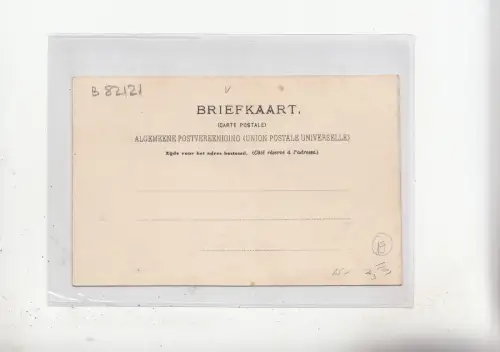 B 82121
BRIEFKAART.
(CARTE POSTALE)
ALGEMEENE POSTVEREENIGING (UNION POSTALE UNIVERSELLE)
Zijde voor het adres bestemd. (Côté réservé à l'adresse.)